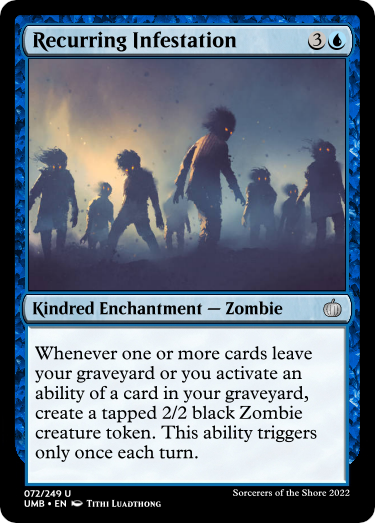 Recurring Infestation 3
Kindred Enchantment — Zombie
Whenever one or more cards leave
your graveyard or you activate an
ability of a card in your graveyard,
create a tapped 2/2 black Zombie
creature token. This ability triggers
only once each turn.
072/249 U
Sorcerers of the Shore 2022
UMB • EN Tithi Luadthong